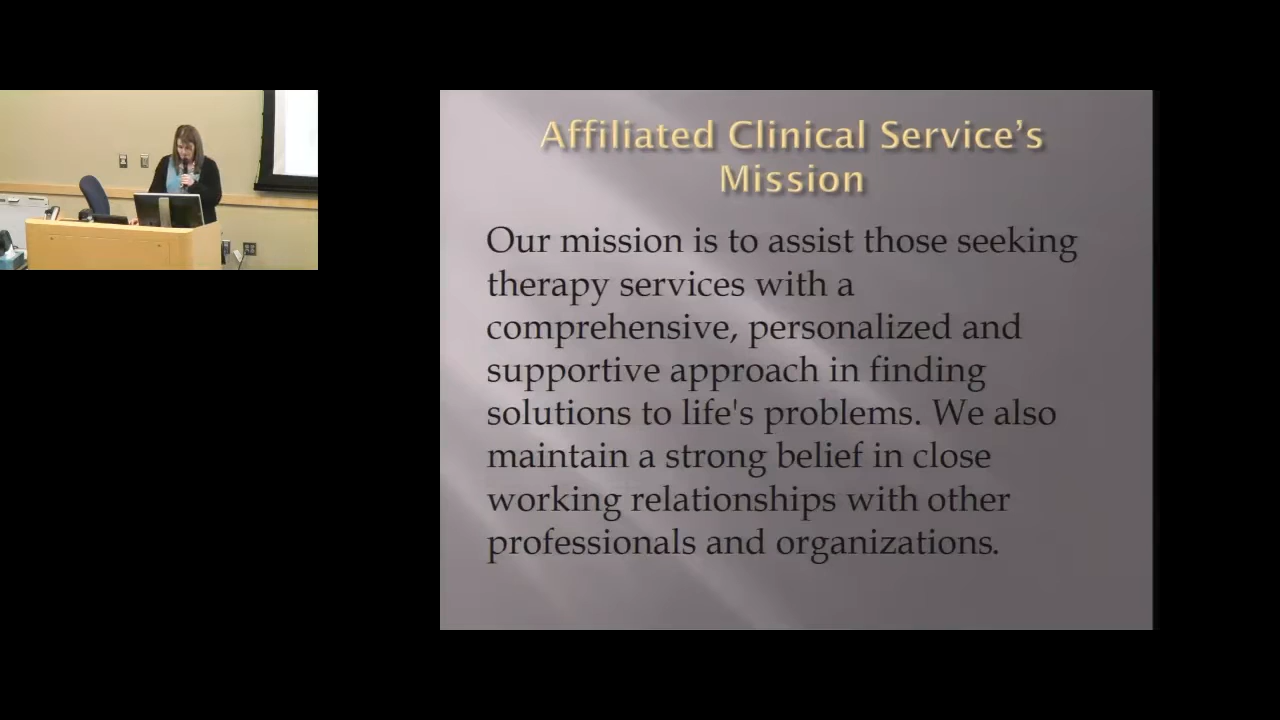 Affiliated Clinical Service’s
Mission
Our mission is to assist those seeking
therapy services with a
comprehensive, personalized and
supportive approach in finding
solutions to life's problems. We also
maintain a strong belief in close
working relationships with other
professionals and organizations.